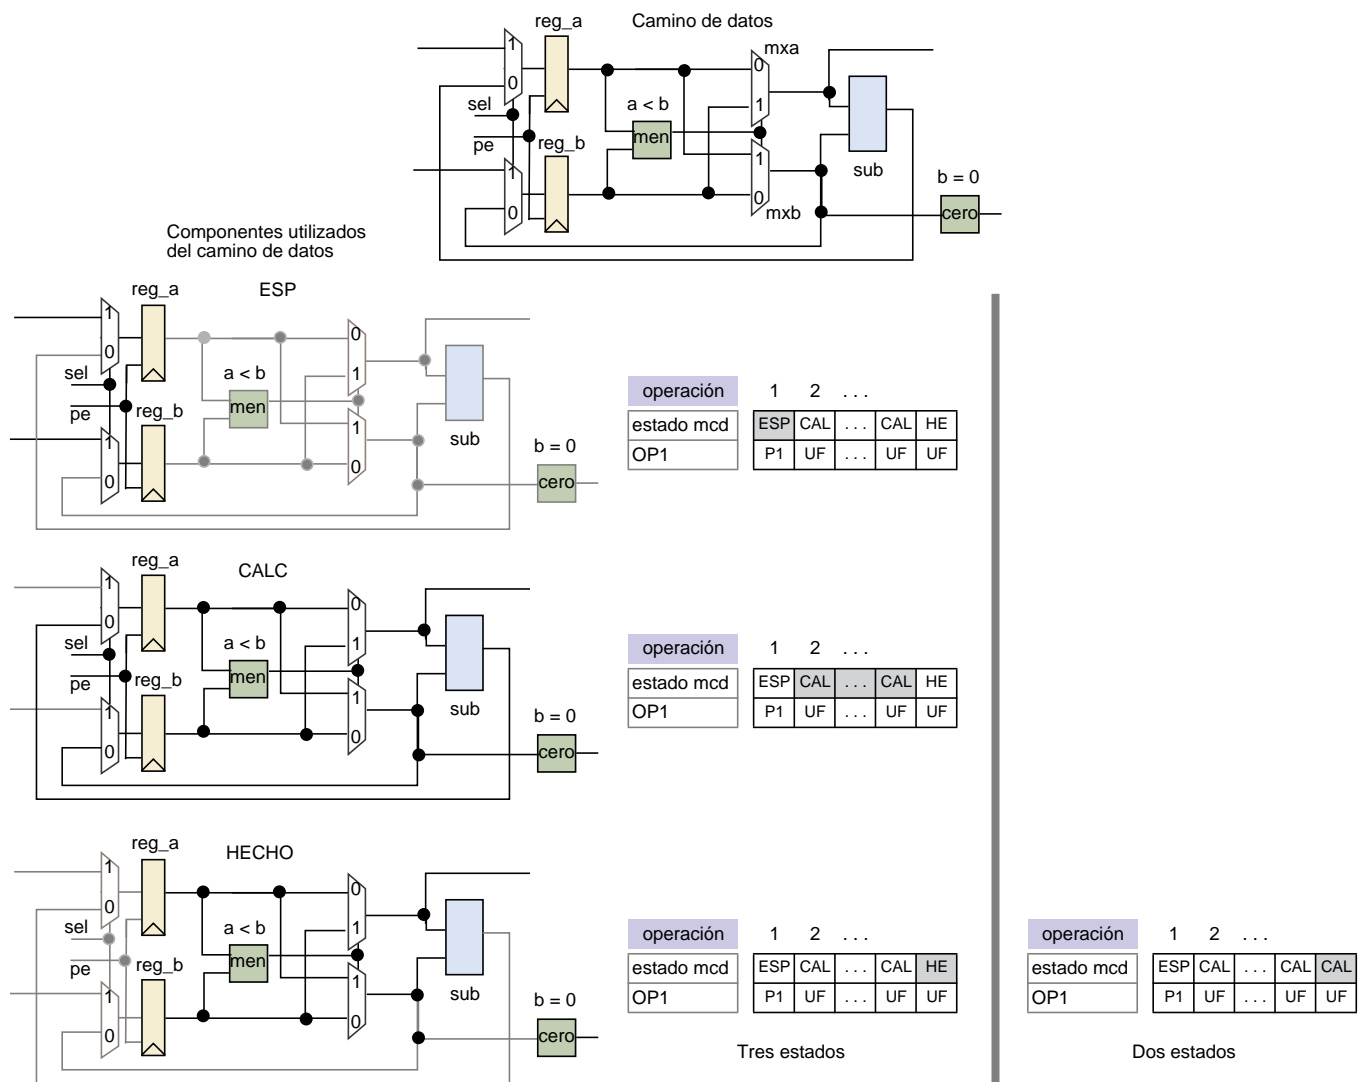 reg_a
Camino de datos
1
mxa
0
0
sel
a < b
1
pe
reg_b
men
1
1
sub
b = 0
0
0
mxb
cero
Componentes utilizados
del camino de datos
reg_a
ESP
1
0
0
sel
a < b
1
pe
reg_b
men
1
1
sub
b = 0
0
0
cero
operación 1 2 . . .
estado mcd ESP CAL . . . CAL HE
OP1 P1 UF . . . UF UF
reg_a
CALC
1
0
0
sel
a < b
1
pe
reg_b
men
1
1
sub
b = 0
0
0
cero
operación 1 2 . . .
estado mcd ESP CAL . . . CAL HE
OP1 P1 UF . . . UF UF
reg_a
HECHO
1
0
0
sel
a < b
1
pe
reg_b
men
1
1
sub
b = 0
0
0
cero
operación 1 2 . . .
estado mcd ESP CAL . . . CAL HE
OP1 P1 UF . . . UF UF
Tres estados
operación 1 2 . . .
estado mcd ESP CAL . . . CAL CAL
OP1 P1 UF . . . UF UF
Dos estados